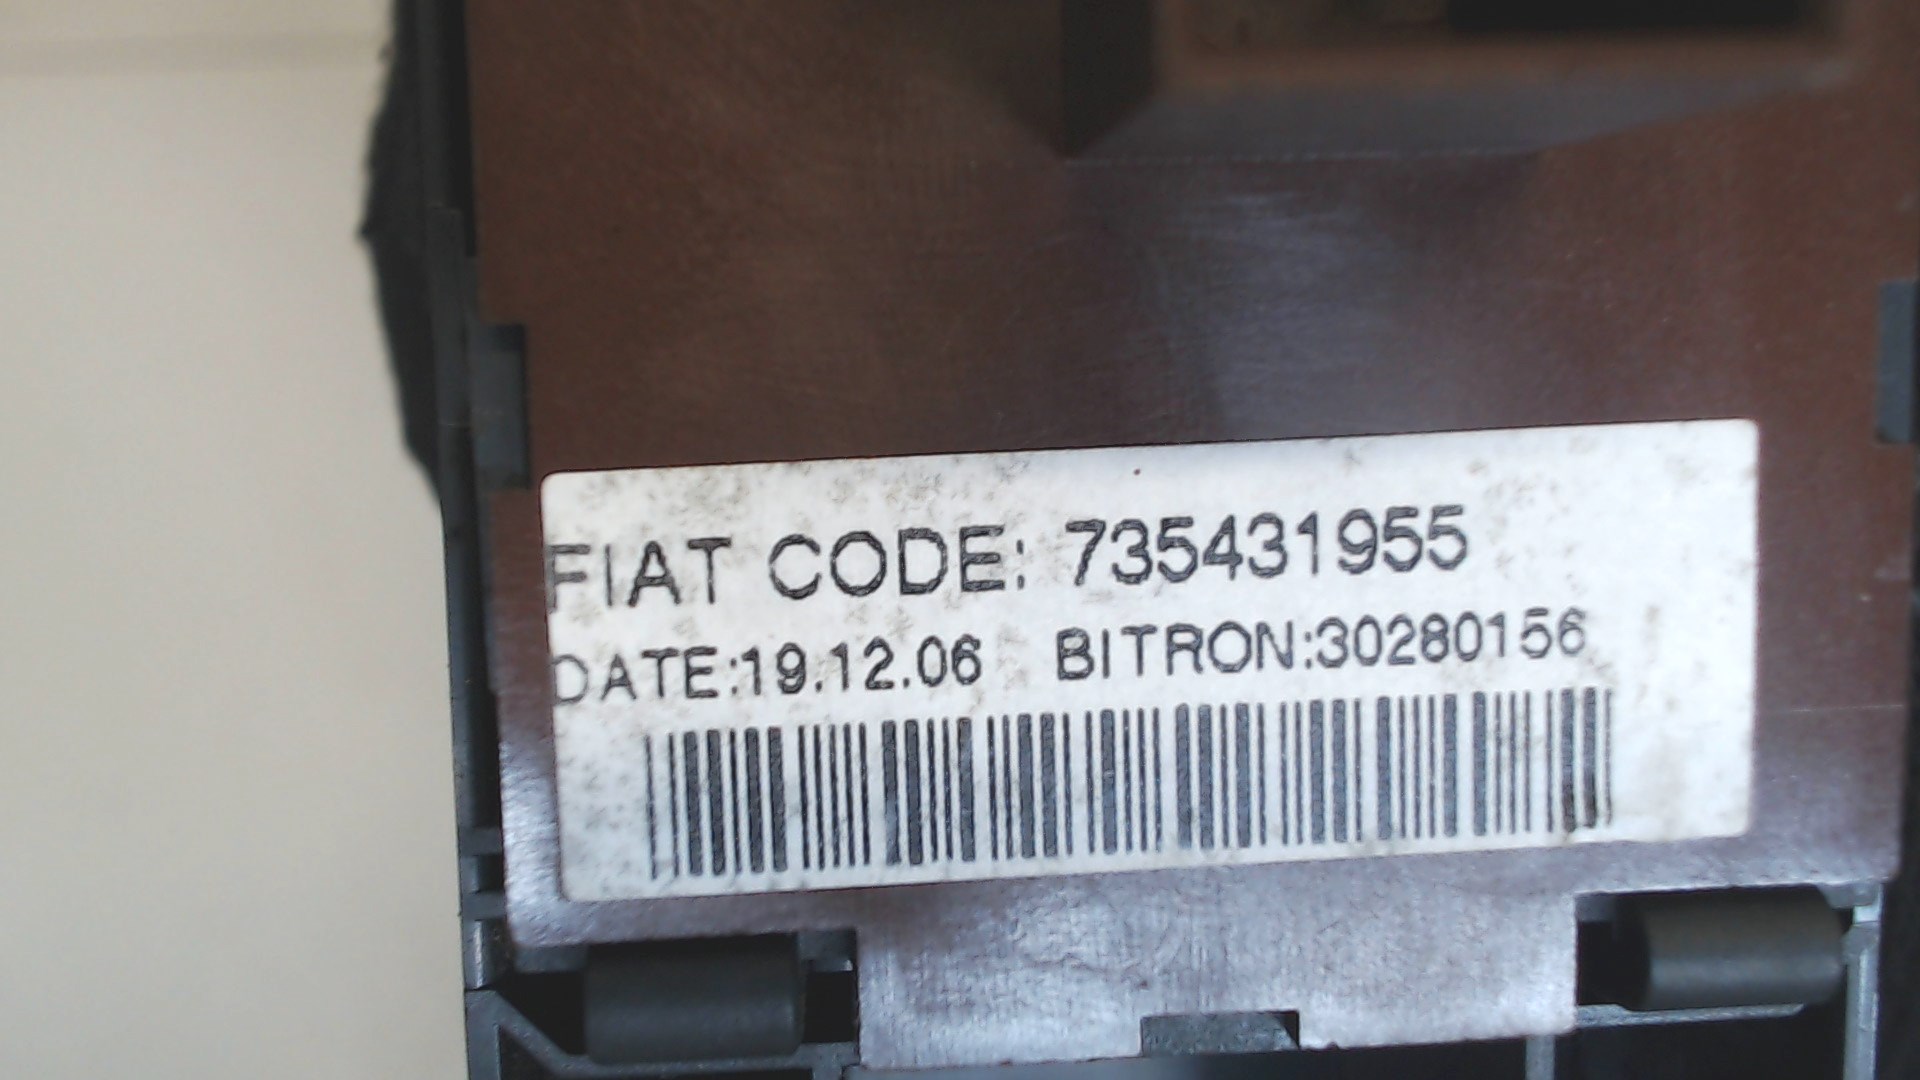 FIAT CODE: 735431955
DATE:19.12.06 BITRON:30280156